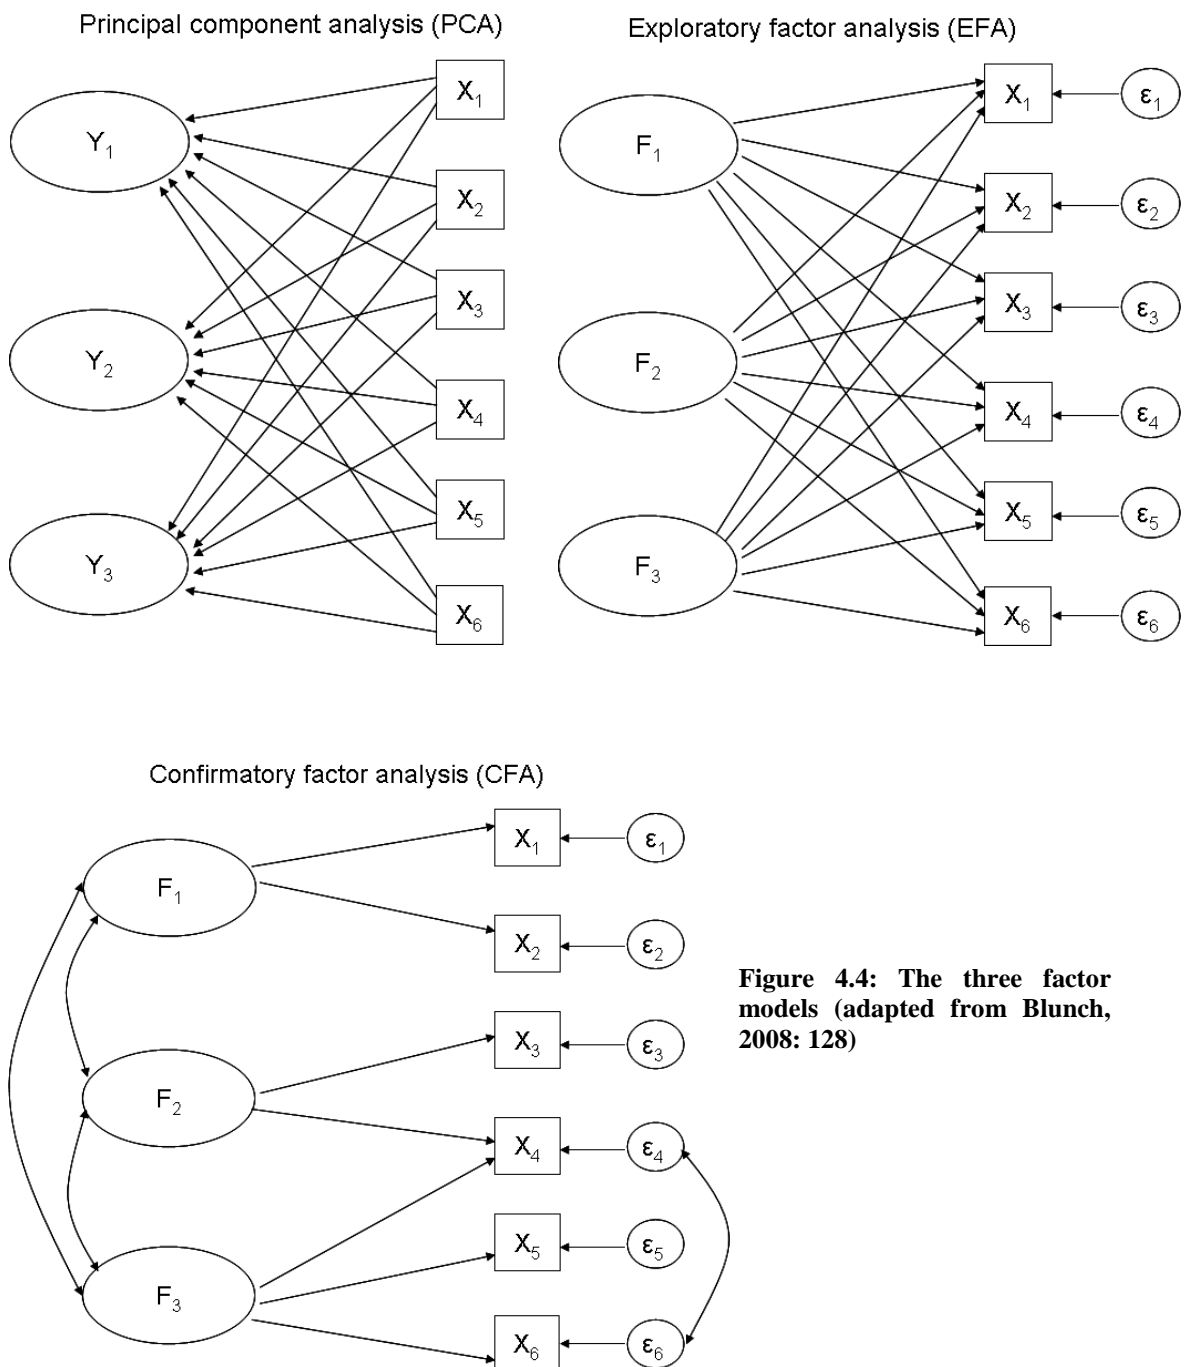 Principal component analysis (PCA)
Y₁
Y₂
Y₃
X₁
X₂
X₃
X₄
X₅
X₆
Exploratory factor analysis (EFA)
F₁
F₂
F₃
X₁
X₂
X₃
X₄
X₅
X₆
ε₁
ε₂
ε₃
ε₄
ε₅
ε₆
Confirmatory factor analysis (CFA)
F₁
F₂
F₃
X₁
X₂
X₃
X₄
X₅
X₆
ε₁
ε₂
ε₃
ε₄
ε₅
ε₆
Figure 4.4: The three factor
models (adapted from Blunch,
2008: 128)